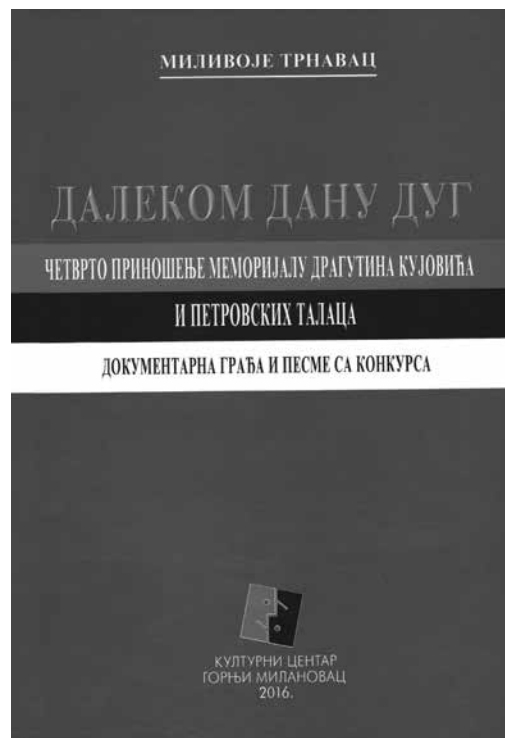 МИЛИВОЈЕ ТРНАВАЦ
ДАЛЕКОМ ДАНУ ДУГ
ЧЕТВРТО ПРИНОШЕЊЕ МЕМОРИЈАЛУ ДРАГУТИНА КУЈОВИЋА
И ПЕТРОВСКИХ ТАЛАЦА
ДОКУМЕНТАРНА ГРАЂА И ПЕСМЕ СА КОНКУРСА
КУЛТУРНИ ЦЕНТАР
ГОРЊИ МИЛАНОВАЦ
2016.